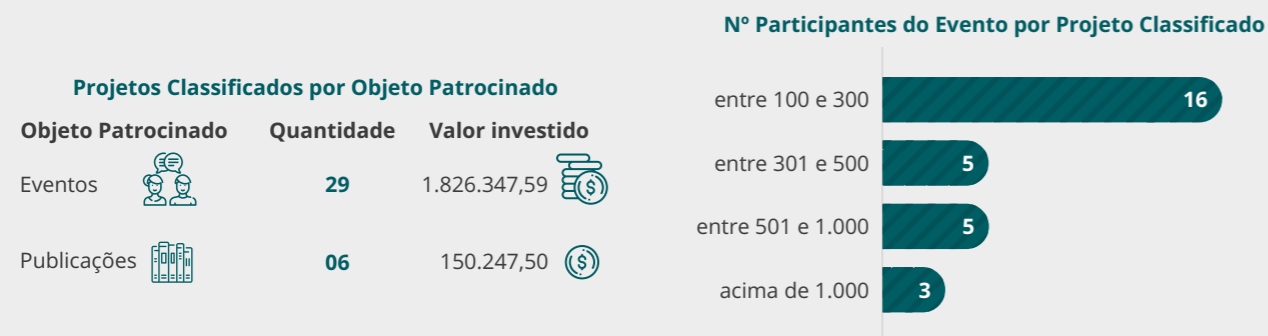 Projetos Classificados por Objeto Patrocinado
Objeto Patrocinado Quantidade Valor investido
Eventos 29 1.826.347,59
Publicações 06 150.247,50
Nº Participantes do Evento por Projeto Classificado
entre 100 e 300 16
entre 301 e 500 5
entre 501 e 1.000 5
acima de 1.000 3